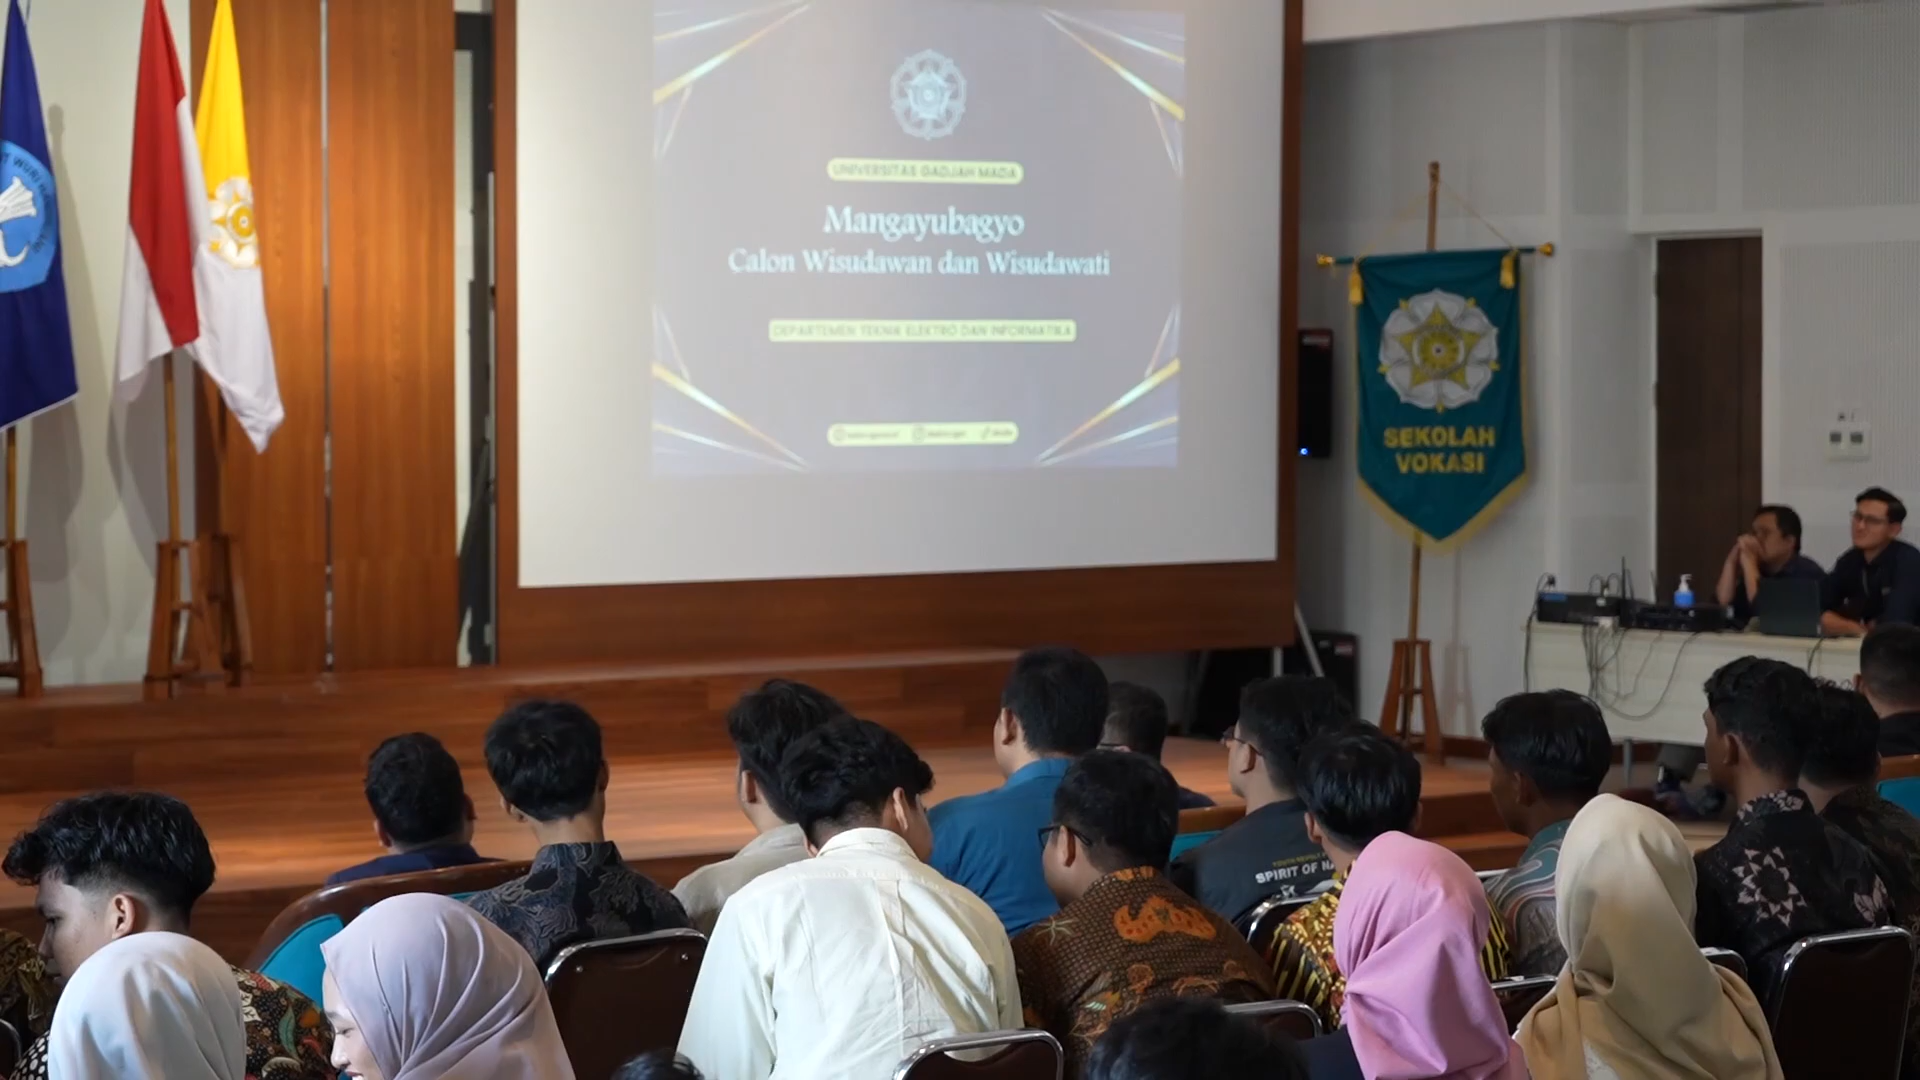 UNIVERSITAS GADJAH MADA
Mangayubagyo
Calon Wisudawan dan Wisudawati
DEPARTEMEN TEKNIK ELEKTRO DAN INFORMATIKA
SEKOLAH
VOKASI
SPIRIT OF